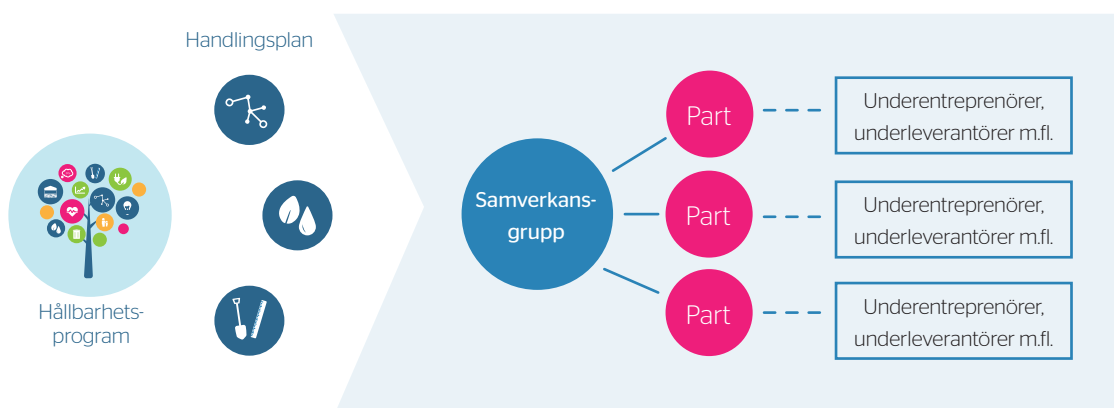 Handlingsplan
Hållbarhets-
program
Samverkans-
grupp
Part
Underentreprenörer,
underleverantörer m.fl.
Part
Underentreprenörer,
underleverantörer m.fl.
Part
Underentreprenörer,
underleverantörer m.fl.